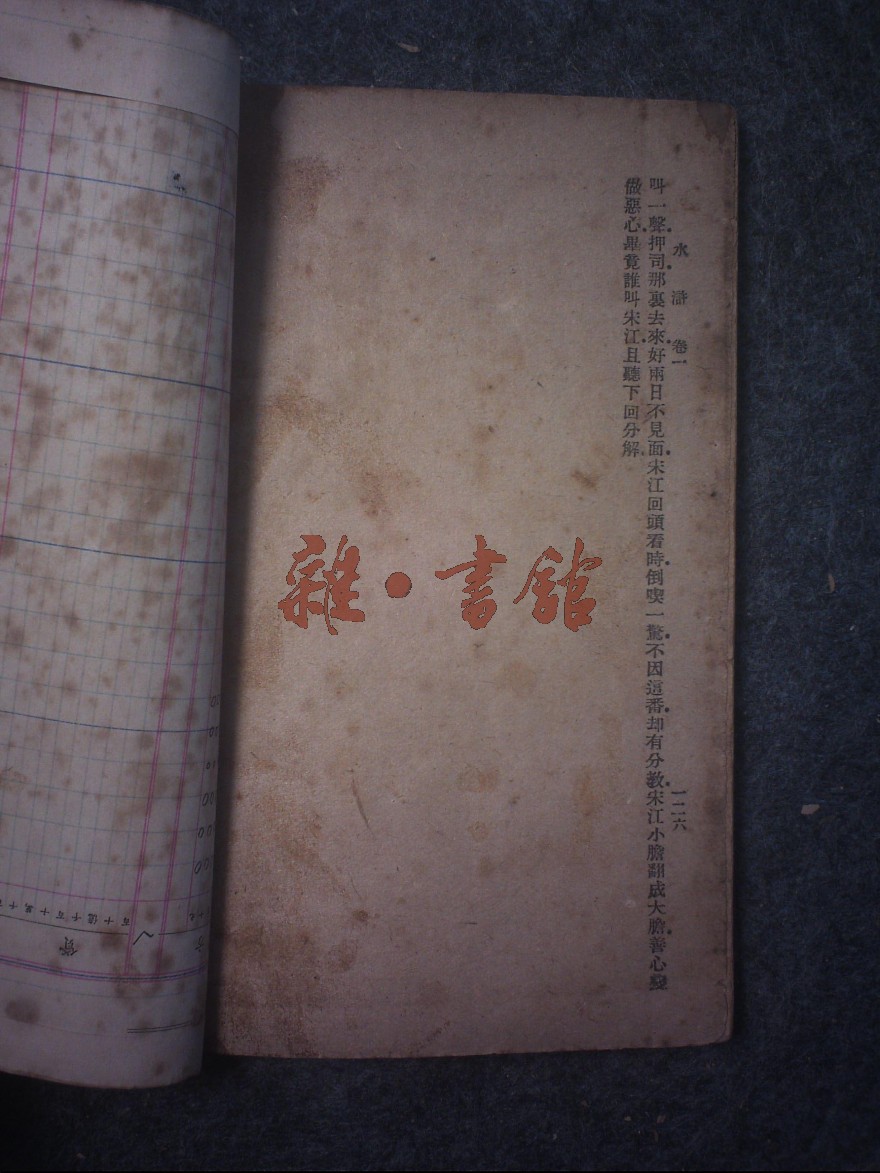 水滸 卷一 一二六
叫一聲押司那裏去來好兩日不見面宋江回頭看時倒喫一驚不因這番却有分教宋江小膽翻成大膽善心變
做惡心畢竟誰叫宋江且聽下回分解
雜·書館